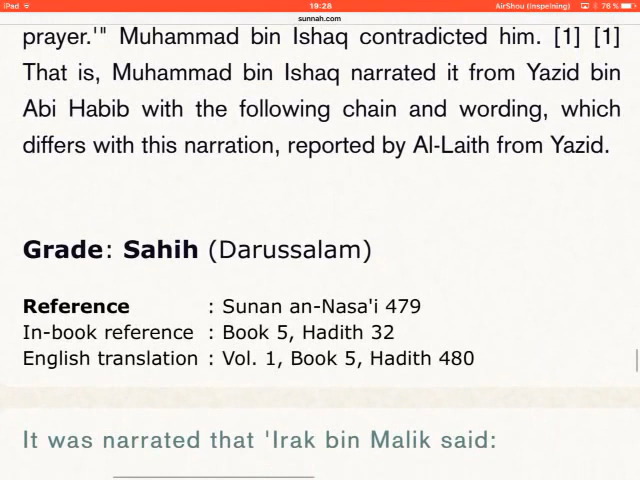 iPad 19:28 AirShou (Inspelning) 76 %
sunnah.com
prayer.'" Muhammad bin Ishaq contradicted him. [1] [1]
That is, Muhammad bin Ishaq narrated it from Yazid bin
Abi Habib with the following chain and wording, which
differs with this narration, reported by Al-Laith from Yazid.
Grade: Sahih (Darussalam)
Reference : Sunan an-Nasa'i 479
In-book reference : Book 5, Hadith 32
English translation : Vol. 1, Book 5, Hadith 480
It was narrated that 'Irak bin Malik said: